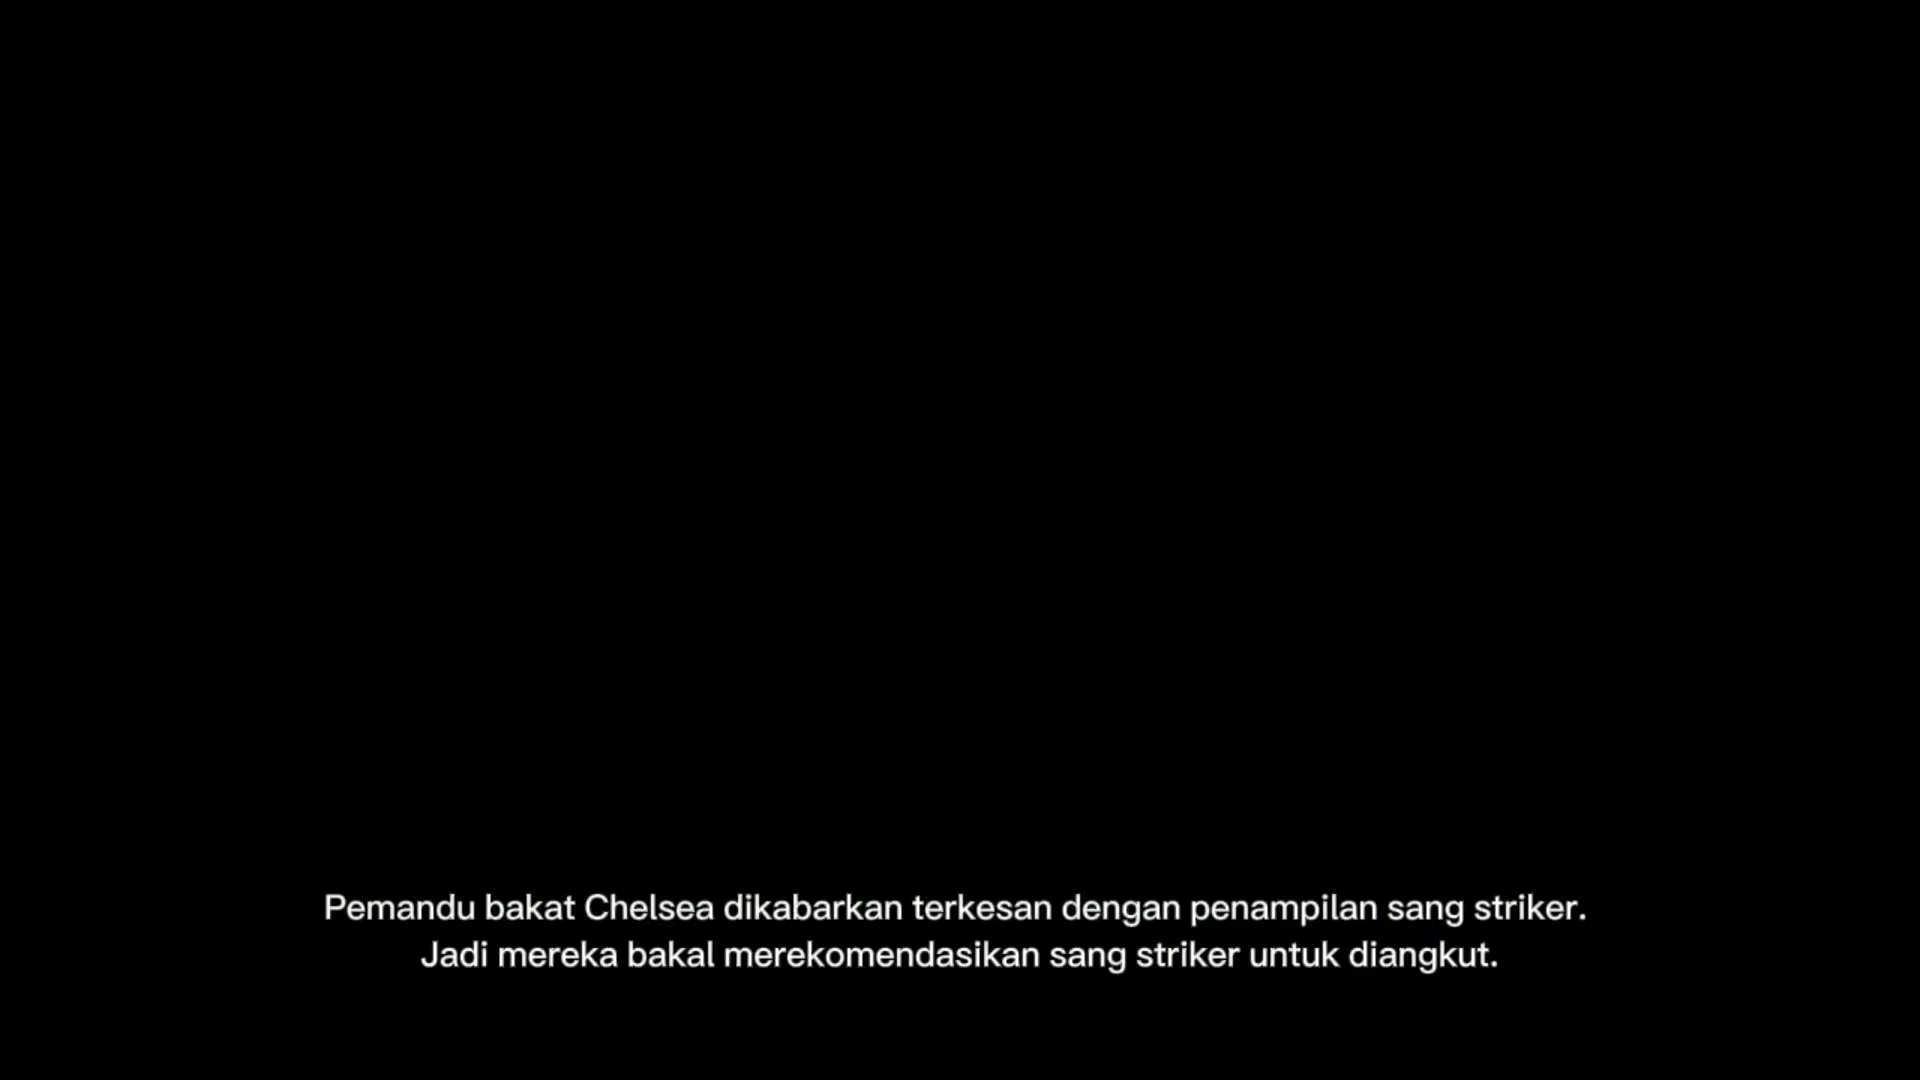 Pemandu bakat Chelsea dikabarkan terkesan dengan penampilan sang striker.
Jadi mereka bakal merekomendasikan sang striker untuk diangkut.